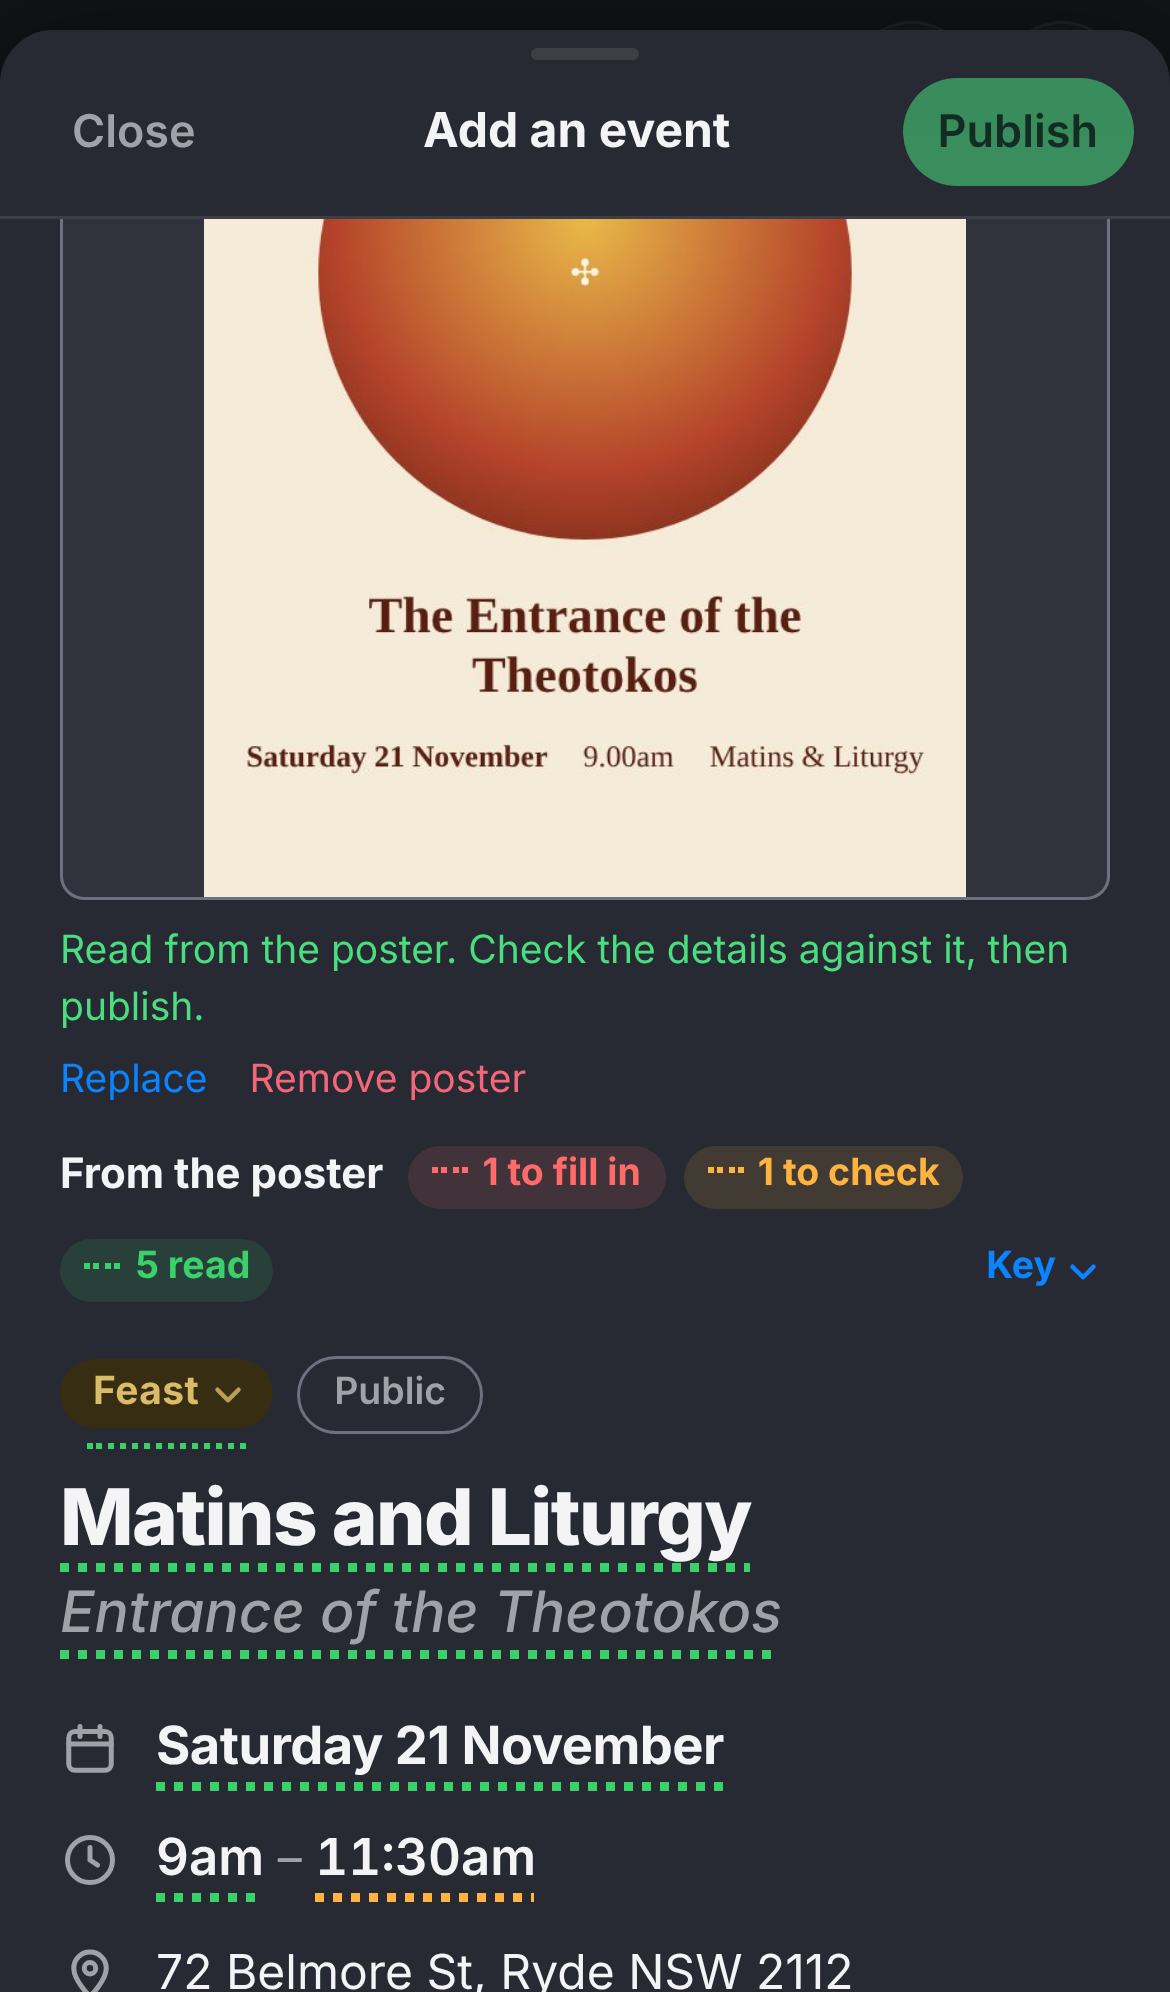 Close
Add an event
Publish
The Entrance of the
Theotokos
Saturday 21 November 9.00am Matins & Liturgy
Read from the poster. Check the details against it, then
publish.
Replace Remove poster
From the poster 1 to fill in 1 to check
5 read Key
Feast Public
Matins and Liturgy
Entrance of the Theotokos
Saturday 21 November
9am – 11:30am
72 Belmore St, Ryde NSW 2112